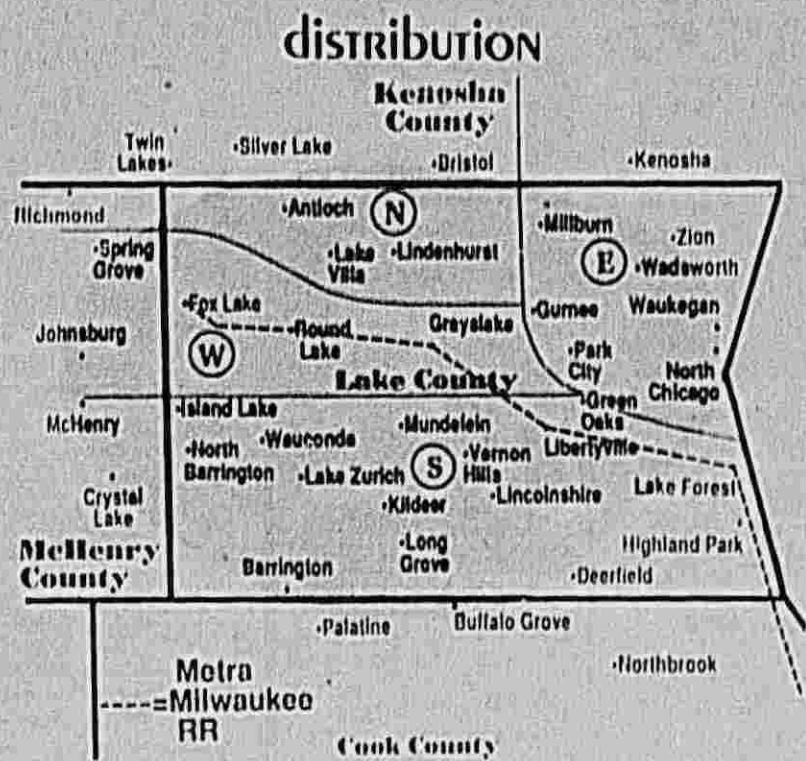 distribution
Kenosha
County
Twin
Lakes
Silver Lake
Bristol
Kenosha
Richmond
Antioch
N
Millburn
Zion
Spring
Grove
Lake
Villa
Lindenhurst
E
Wadsworth
Fox Lake
Round
Lake
Grayslake
Gurnee
Waukegan
Johnsburg
W
Park
City
North
Chicago
Lake County
McHenry
Island Lake
Green
Oaks
Mundelein
North
Barrington
Wauconda
Lake Zurich
S
Vernon
Hills
Libertyville
Crystal
Lake
Kildeer
Lincolnshire
Lake Forest
McHenry
County
Long
Grove
Highland Park
Barrington
Deerfield
Palatine
Buffalo Grove
Northbrook
Metra
----=Milwaukee
RR
Cook County